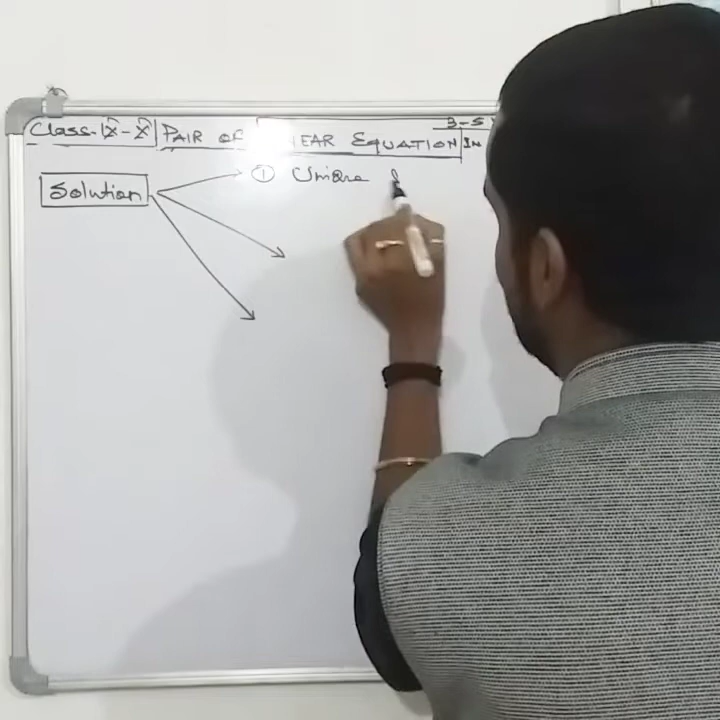 3-5
Class-IX-X PAIR OF LINEAR EQUATION IN
Solution
① Unique